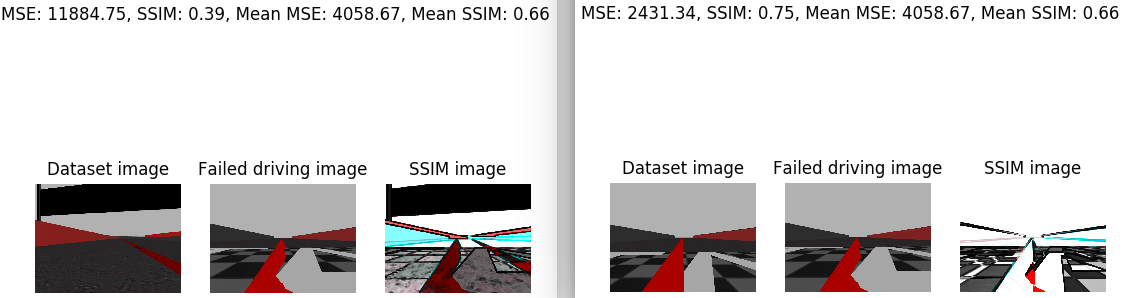 MSE: 11884.75, SSIM: 0.39, Mean MSE: 4058.67, Mean SSIM: 0.66
Dataset image
Failed driving image
SSIM image
MSE: 2431.34, SSIM: 0.75, Mean MSE: 4058.67, Mean SSIM: 0.66
Dataset image
Failed driving image
SSIM image